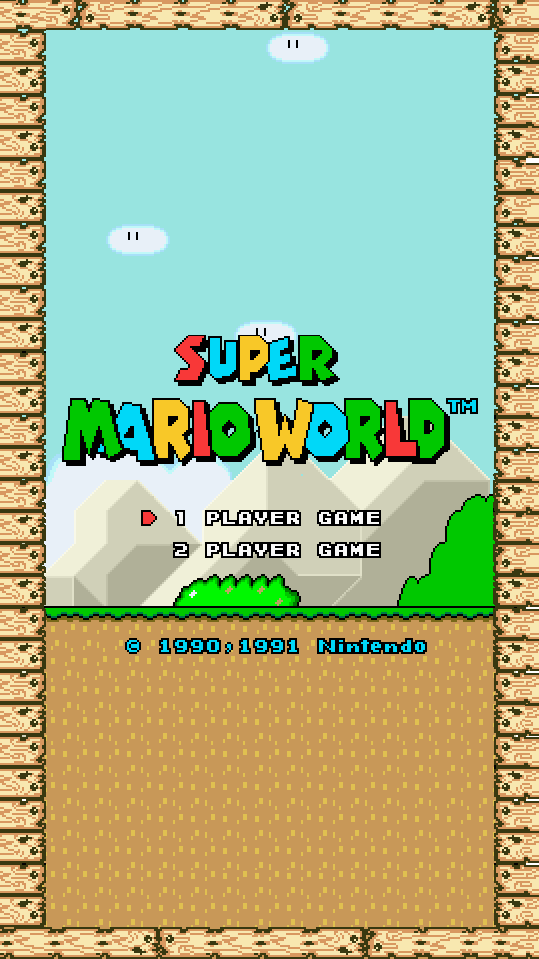 SUPER
MARIO WORLD™
1 PLAYER GAME
2 PLAYER GAME
© 1990,1991 Nintendo